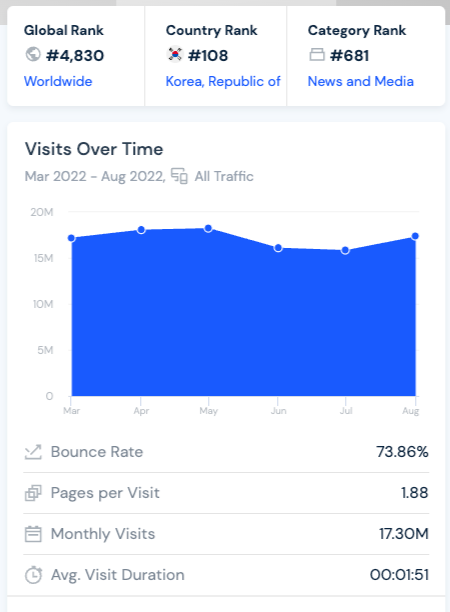 Global Rank
#4,830
Worldwide
Country Rank
#108
Korea, Republic of
Category Rank
#681
News and Media
Visits Over Time
Mar 2022 - Aug 2022, All Traffic
20M
15M
10M
5M
0
Mar Apr May Jun Jul Aug
Bounce Rate 73.86%
Pages per Visit 1.88
Monthly Visits 17.30M
Avg. Visit Duration 00:01:51